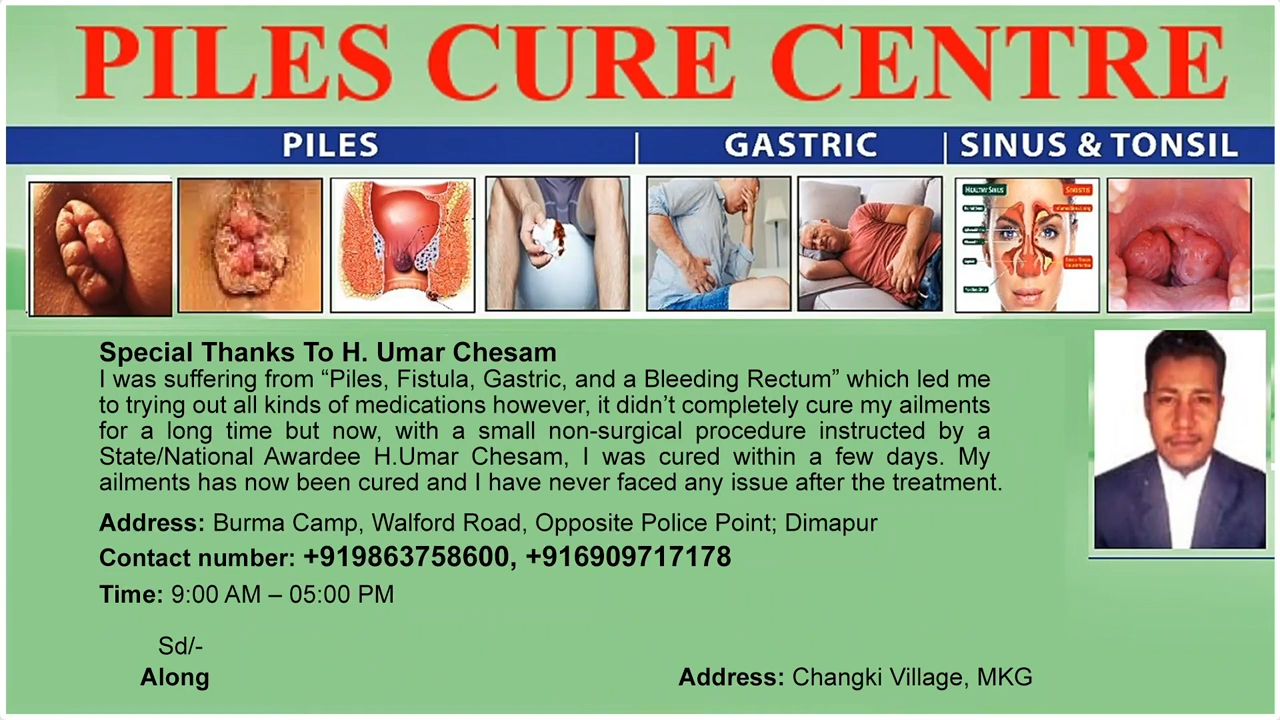 PILES CURE CENTRE
PILES | GASTRIC | SINUS & TONSIL
HEALTHY SINUS
SINUSITIS
Special Thanks To H. Umar Chesam
I was suffering from “Piles, Fistula, Gastric, and a Bleeding Rectum” which led me
to trying out all kinds of medications however, it didn’t completely cure my ailments
for a long time but now, with a small non-surgical procedure instructed by a
State/National Awardee H.Umar Chesam, I was cured within a few days. My
ailments has now been cured and I have never faced any issue after the treatment.
Address: Burma Camp, Walford Road, Opposite Police Point; Dimapur
Contact number: +919863758600, +916909717178
Time: 9:00 AM – 05:00 PM
Sd/-
Along
Address: Changki Village, MKG